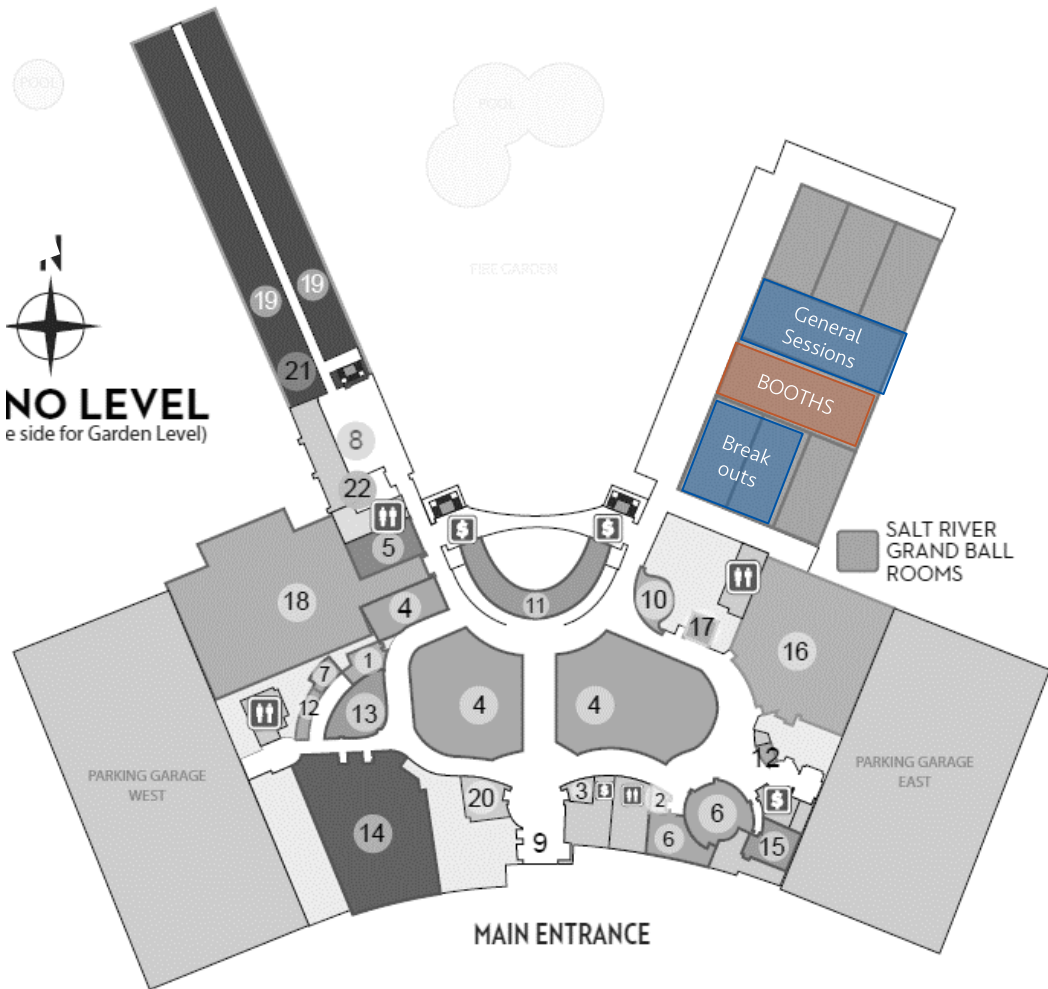 POOL
POOL
FIRE GARDEN
N
19
19
21
NO LEVEL
e side for Garden Level)
8
22
5
18
4
11
10
17
16
General
Sessions
BOOTHS
Break
outs
SALT RIVER
GRAND BALL
ROOMS
1
7
12
13
4
4
12
PARKING GARAGE
WEST
PARKING GARAGE
EAST
14
20
9
3
$
$
$
$
2
6
6
15
MAIN ENTRANCE